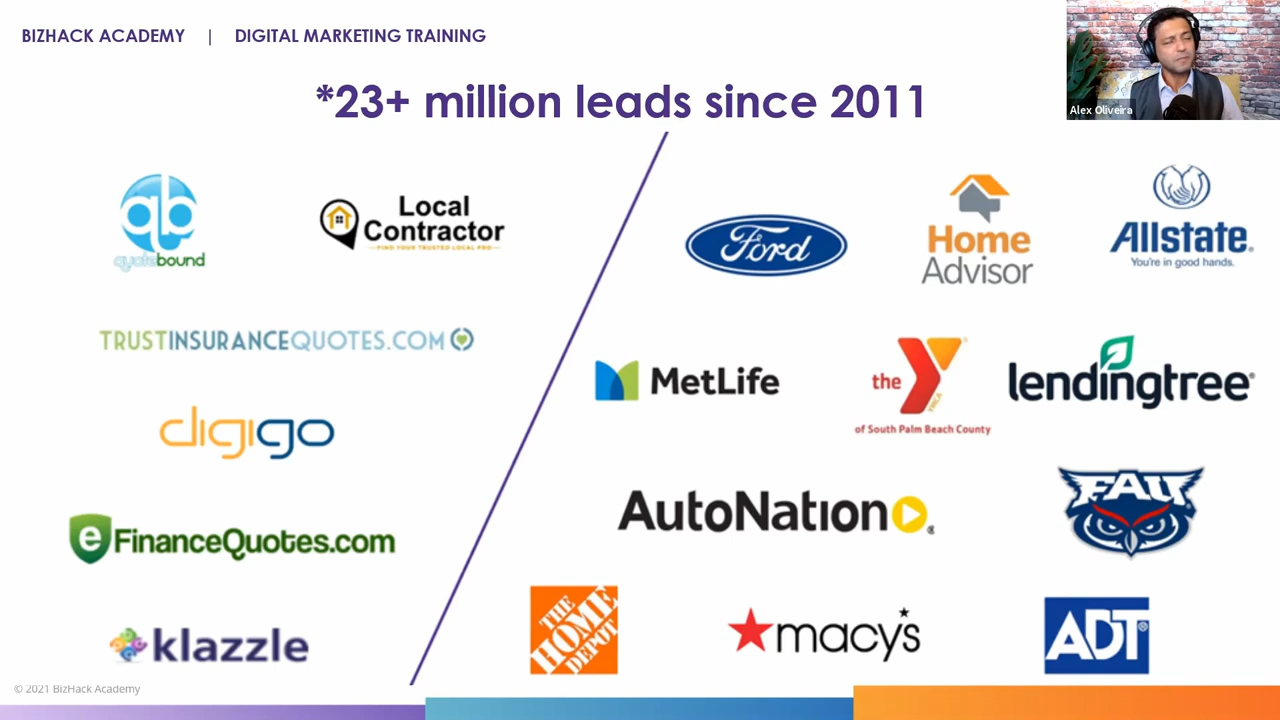 BIZHACK ACADEMY | DIGITAL MARKETING TRAINING
Alex Oliveira
*23+ million leads since 2011
qb
quotebound
Local
Contractor
FIND YOUR TRUSTED LOCAL PRO
TRUSTINSURANCEQUOTES.COM
digigo
eFinanceQuotes.com
klazzle
Ford
Home
Advisor
Allstate®
You're in good hands.
MetLife
the Y®
YMCA
of South Palm Beach County
lendingtree®
AutoNation®
FAU
THE
HOME
DEPOT
macy's
ADT®
© 2021 BizHack Academy